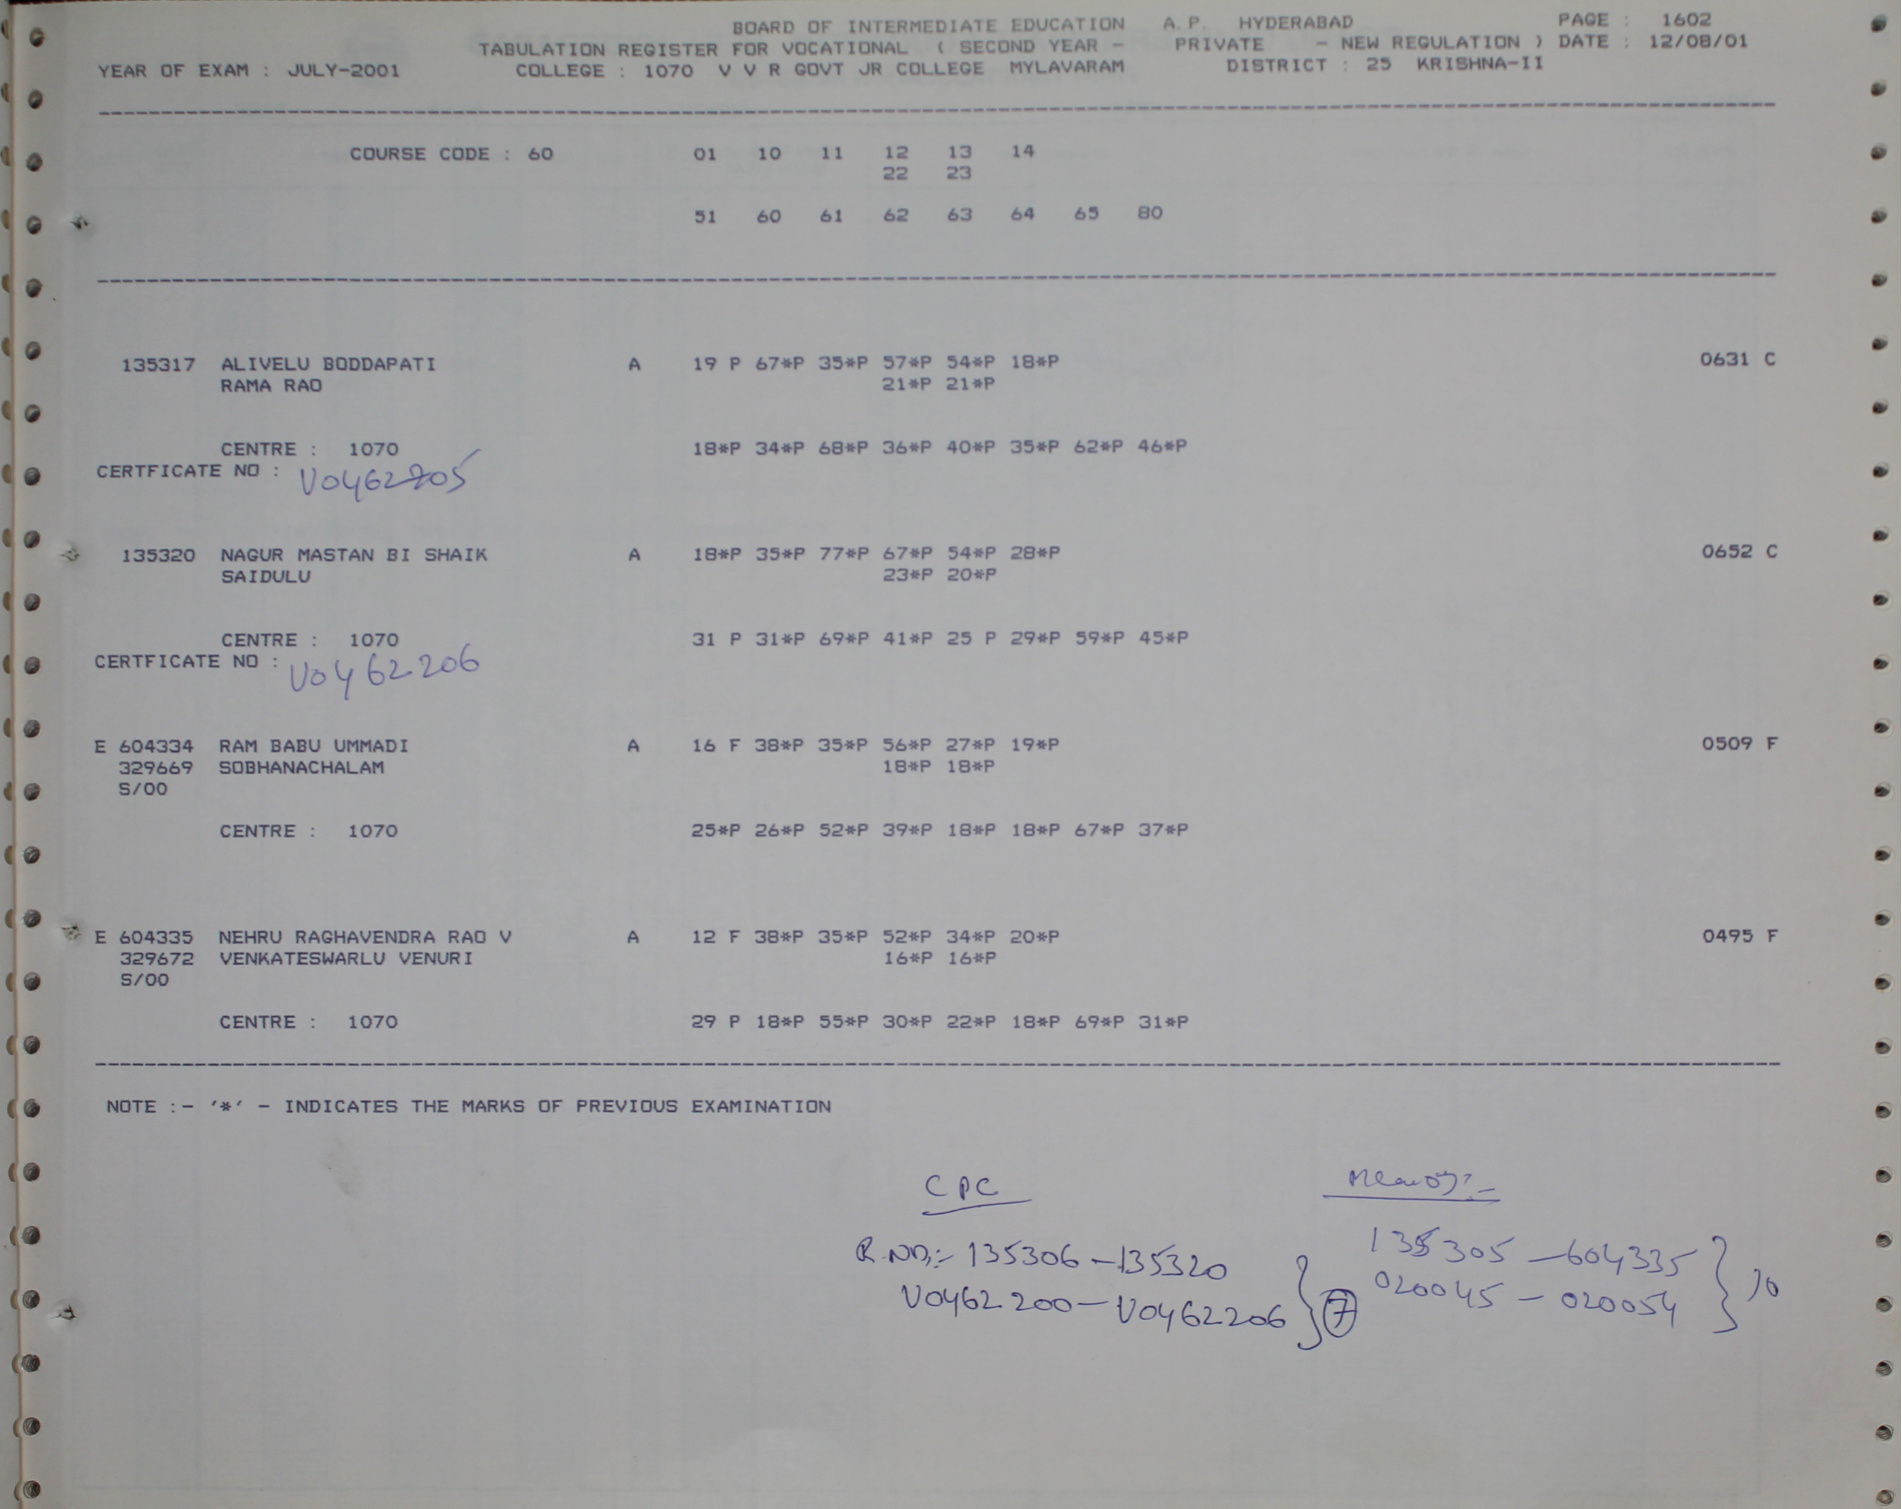 BOARD OF INTERMEDIATE EDUCATION A.P. HYDERABAD PAGE : 1602
TABULATION REGISTER FOR VOCATIONAL ( SECOND YEAR - PRIVATE - NEW REGULATION ) DATE : 12/08/01
YEAR OF EXAM : JULY-2001 COLLEGE : 1070 V V R GOVT JR COLLEGE MYLAVARAM DISTRICT : 25 KRISHNA-II
COURSE CODE : 60 01 10 11 12 13 14
22 23
51 60 61 62 63 64 65 80
135317 ALIVELU BODDAPATI A 19 P 67*P 35*P 57*P 54*P 18*P 0631 C
RAMA RAO 21*P 21*P
CENTRE : 1070 18*P 34*P 68*P 36*P 40*P 35*P 62*P 46*P
CERTFICATE NO : V0462205
135320 NAGUR MASTAN BI SHAIK A 18*P 35*P 77*P 67*P 54*P 28*P 0652 C
SAIDULU 23*P 20*P
CENTRE : 1070 31 P 31*P 69*P 41*P 25 P 29*P 59*P 45*P
CERTFICATE NO : V0462206
E 604334 RAM BABU UMMADI A 16 F 38*P 35*P 56*P 27*P 19*P 0509 F
329669 SOBHANACHALAM 18*P 18*P
S/00
CENTRE : 1070 25*P 26*P 52*P 39*P 18*P 18*P 67*P 37*P
E 604335 NEHRU RAGHAVENDRA RAO V A 12 F 38*P 35*P 52*P 34*P 20*P 0495 F
329672 VENKATESWARLU VENURI 16*P 16*P
S/00
CENTRE : 1070 29 P 18*P 55*P 30*P 22*P 18*P 69*P 31*P
NOTE :- '*' - INDICATES THE MARKS OF PREVIOUS EXAMINATION
CPC
R.NO:- 135306 - 135320 135305 - 604335
V0462200 - V0462206 } 7 020045 - 020054 } 10